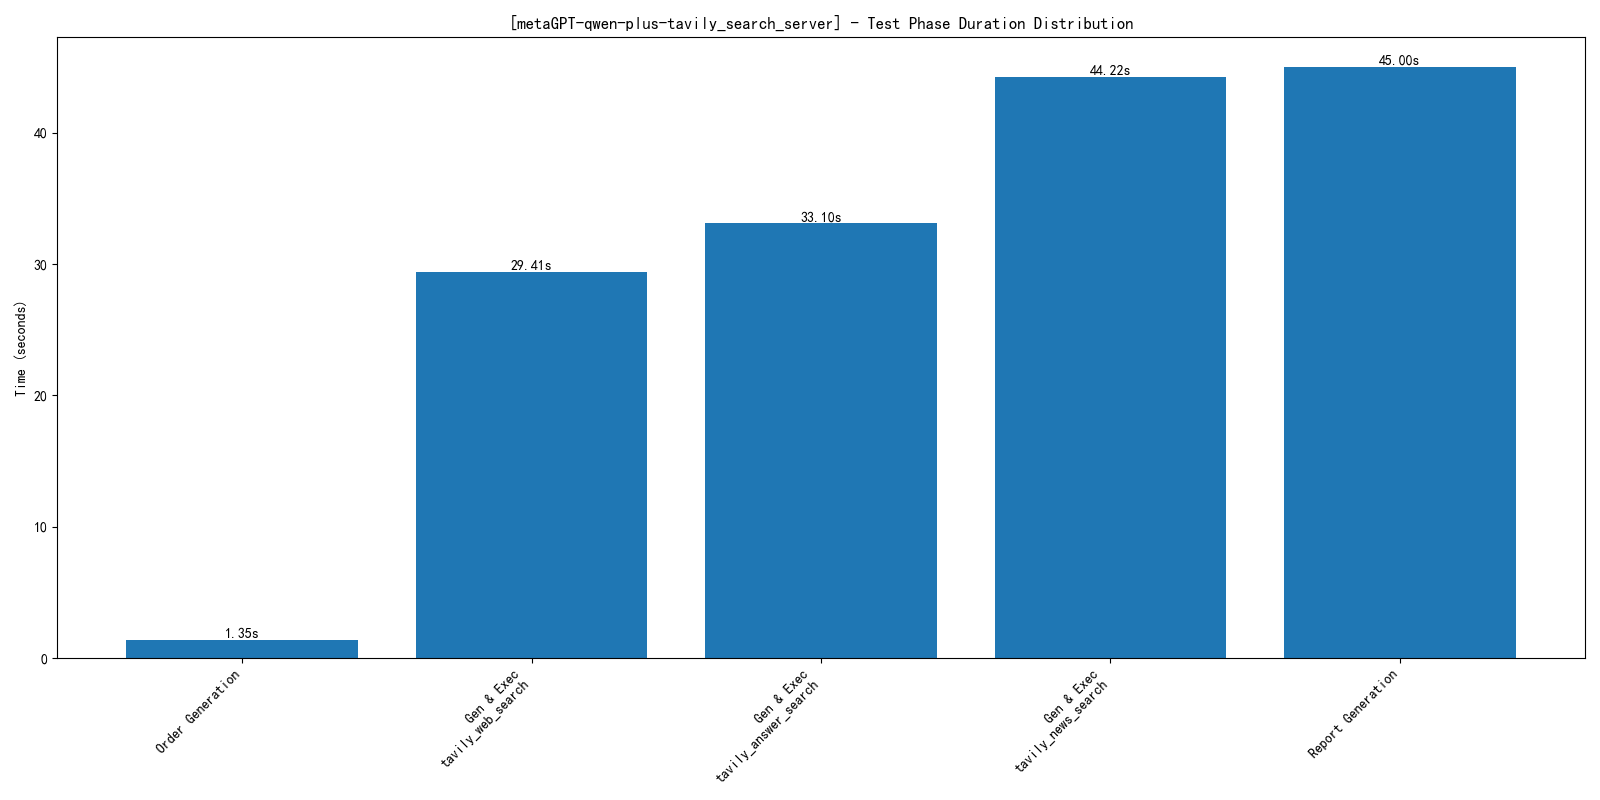 [metaGPT-qwen-plus-tavily_search_server] - Test Phase Duration Distribution
Time (seconds)
40
30
20
10
0
1.35s
29.41s
33.10s
44.22s
45.00s
Order Generation
Gen & Exec
tavily_web_search
Gen & Exec
tavily_answer_search
Gen & Exec
tavily_news_search
Report Generation